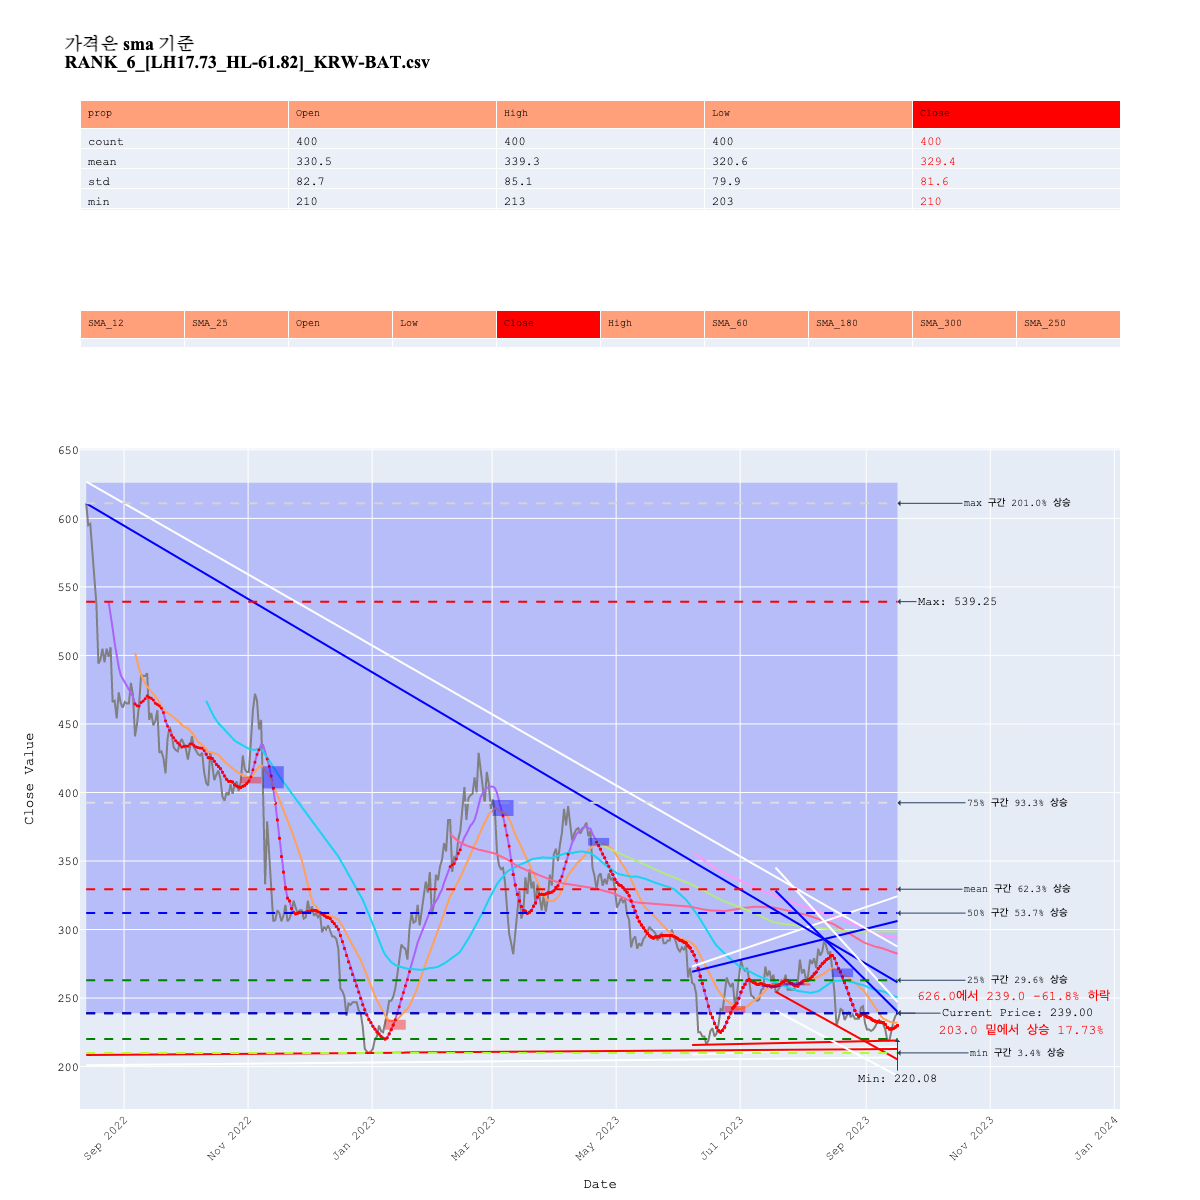 가격은 sma 기준
RANK_6_[LH17.73_HL-61.82]_KRW-BAT.csv
prop Open High Low Close
count 400 400 400 400
mean 330.5 339.3 320.6 329.4
std 82.7 85.1 79.9 81.6
min 210 213 203 210
SMA_12 SMA_25 Open Low Close High SMA_60 SMA_180 SMA_300 SMA_250
650
max 구간 201.0% 상승
600
550
Max: 539.25
500
450
400
75% 구간 93.3% 상승
350
mean 구간 62.3% 상승
50% 구간 53.7% 상승
300
25% 구간 29.6% 상승
250
626.0에서 239.0 -61.8% 하락
Current Price: 239.00
203.0 밑에서 상승 17.73%
min 구간 3.4% 상승
200
Min: 220.08
Close Value
Sep 2022 Nov 2022 Jan 2023 Mar 2023 May 2023 Jul 2023 Sep 2023 Nov 2023 Jan 2024
Date